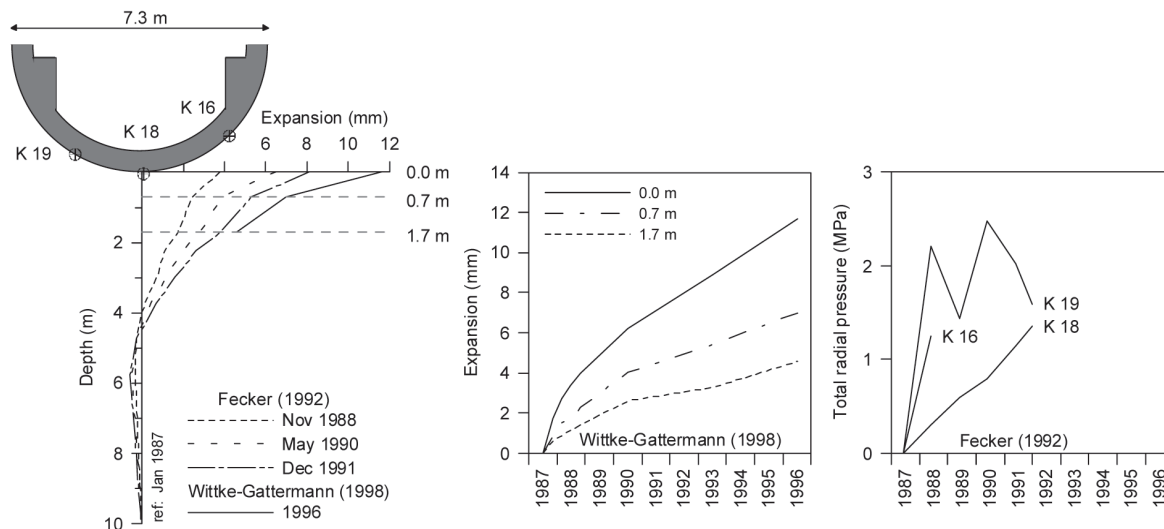 7.3 m
K 16
K 18
K 19
Expansion (mm)
6 8 10 12
0.0 m
0.7 m
1.7 m
2
4
6
8
10
Depth (m)
ref: Jan 1987
Fecker (1992)
Nov 1988
May 1990
Dec 1991
Wittke-Gattermann (1998)
1996
14
12
10
8
6
4
2
0
Expansion (mm)
0.0 m
0.7 m
1.7 m
Wittke-Gattermann (1998)
1987 1988 1989 1990 1991 1992 1993 1994 1995 1996
3
2
1
0
Total radial pressure (MPa)
K 19
K 18
K 16
Fecker (1992)
1987 1988 1989 1990 1991 1992 1993 1994 1995 1996